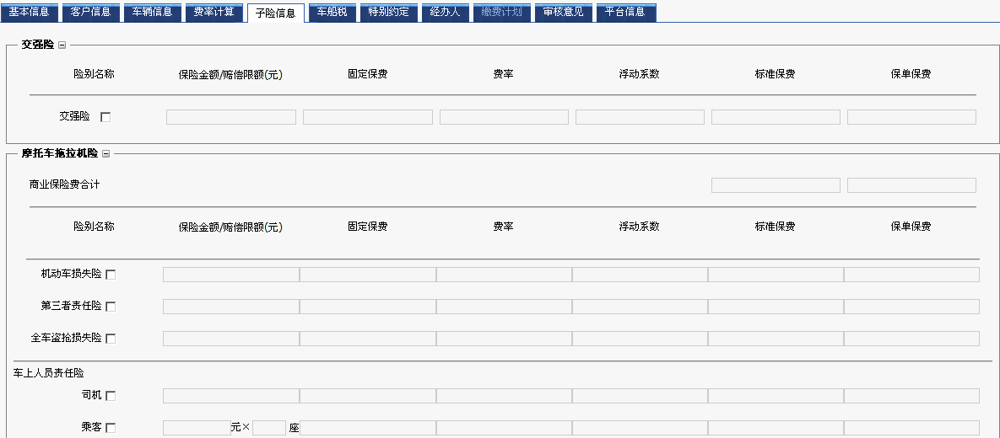 基本信息 客户信息 车辆信息 费率计算 子险信息 车船税 特别约定 经办人 缴费计划 审核意见 平台信息
交强险
险别名称 保险金额/赔偿限额(元) 固定保费 费率 浮动系数 标准保费 保单保费
交强险
摩托车拖拉机险
商业保险费合计
险别名称 保险金额/赔偿限额(元) 固定保费 费率 浮动系数 标准保费 保单保费
机动车损失险
第三者责任险
全车盗抢损失险
车上人员责任险
司机
乘客 元× 座